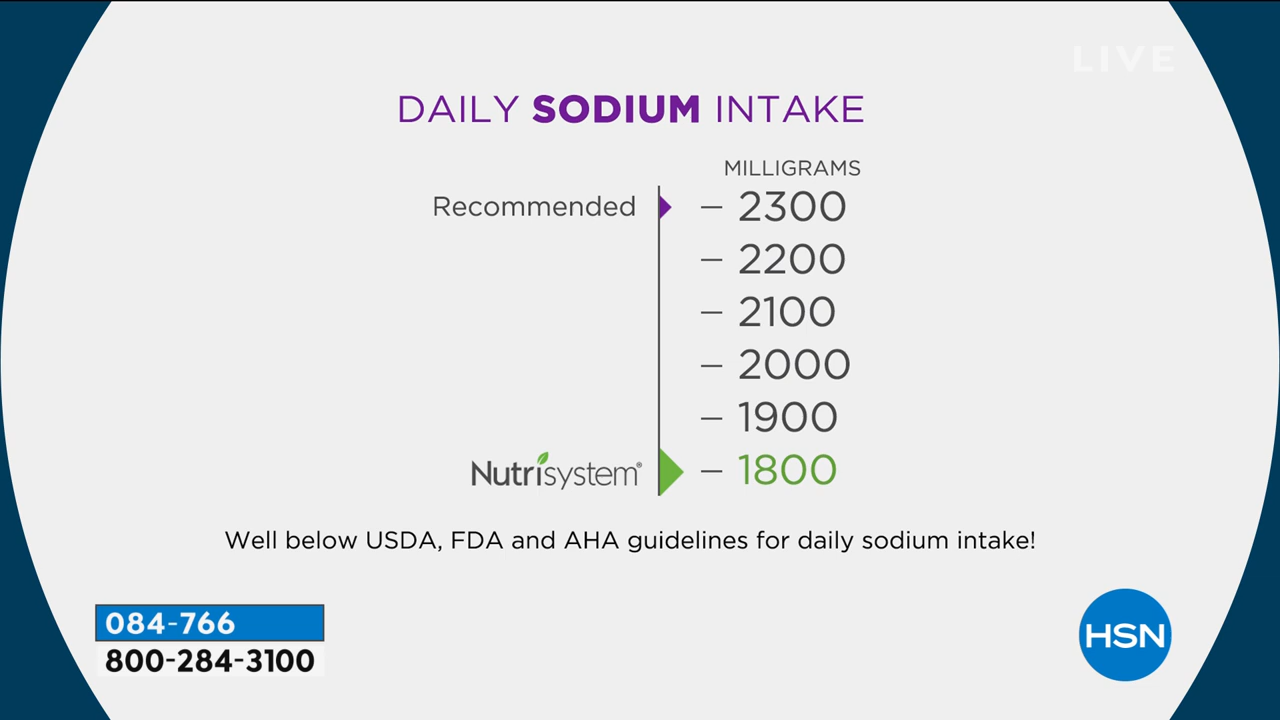 LIVE
DAILY SODIUM INTAKE
MILLIGRAMS
Recommended – 2300
– 2200
– 2100
– 2000
– 1900
Nutrisystem® – 1800
Well below USDA, FDA and AHA guidelines for daily sodium intake!
084-766
800-284-3100
HSN